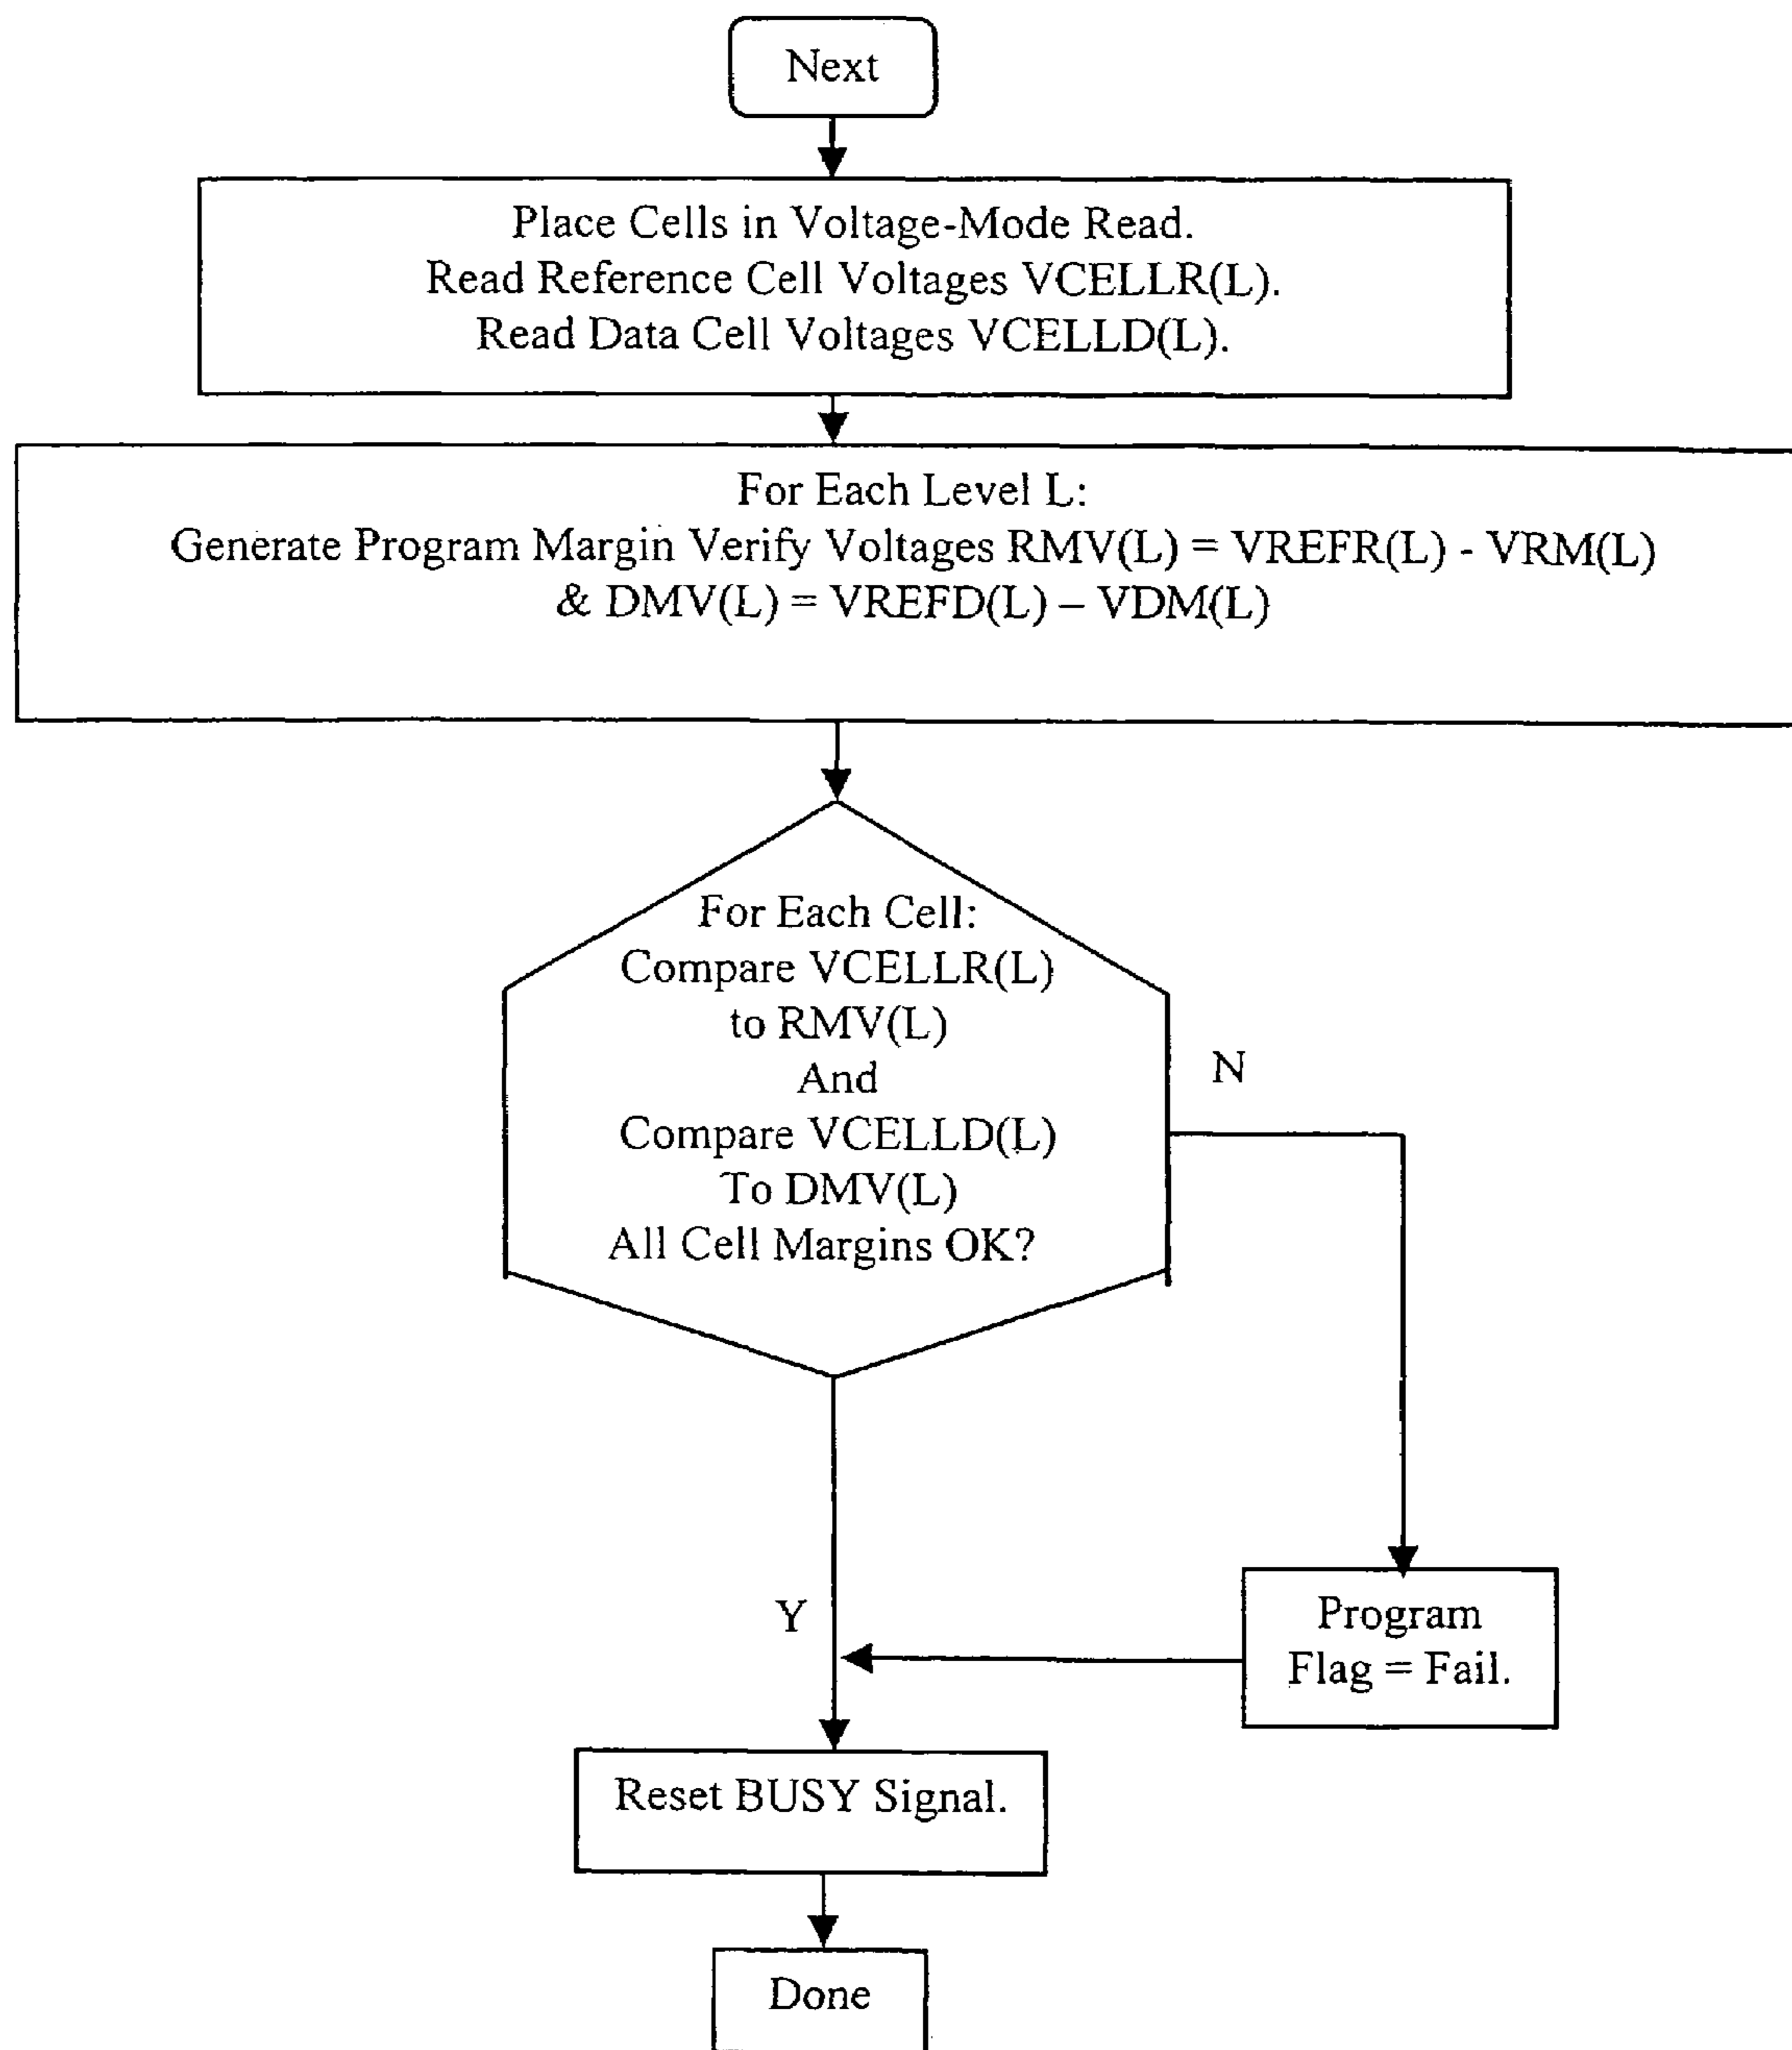 Next
Place Cells in Voltage-Mode Read.
Read Reference Cell Voltages VCELLR(L).
Read Data Cell Voltages VCELLD(L).
For Each Level L:
Generate Program Margin Verify Voltages RMV(L) = VREFR(L) - VRM(L)
& DMV(L) = VREFD(L) – VDM(L)
For Each Cell:
Compare VCELLR(L)
to RMV(L)
And
Compare VCELLD(L)
To DMV(L)
All Cell Margins OK?
N
Y
Program
Flag = Fail.
Reset BUSY Signal.
Done